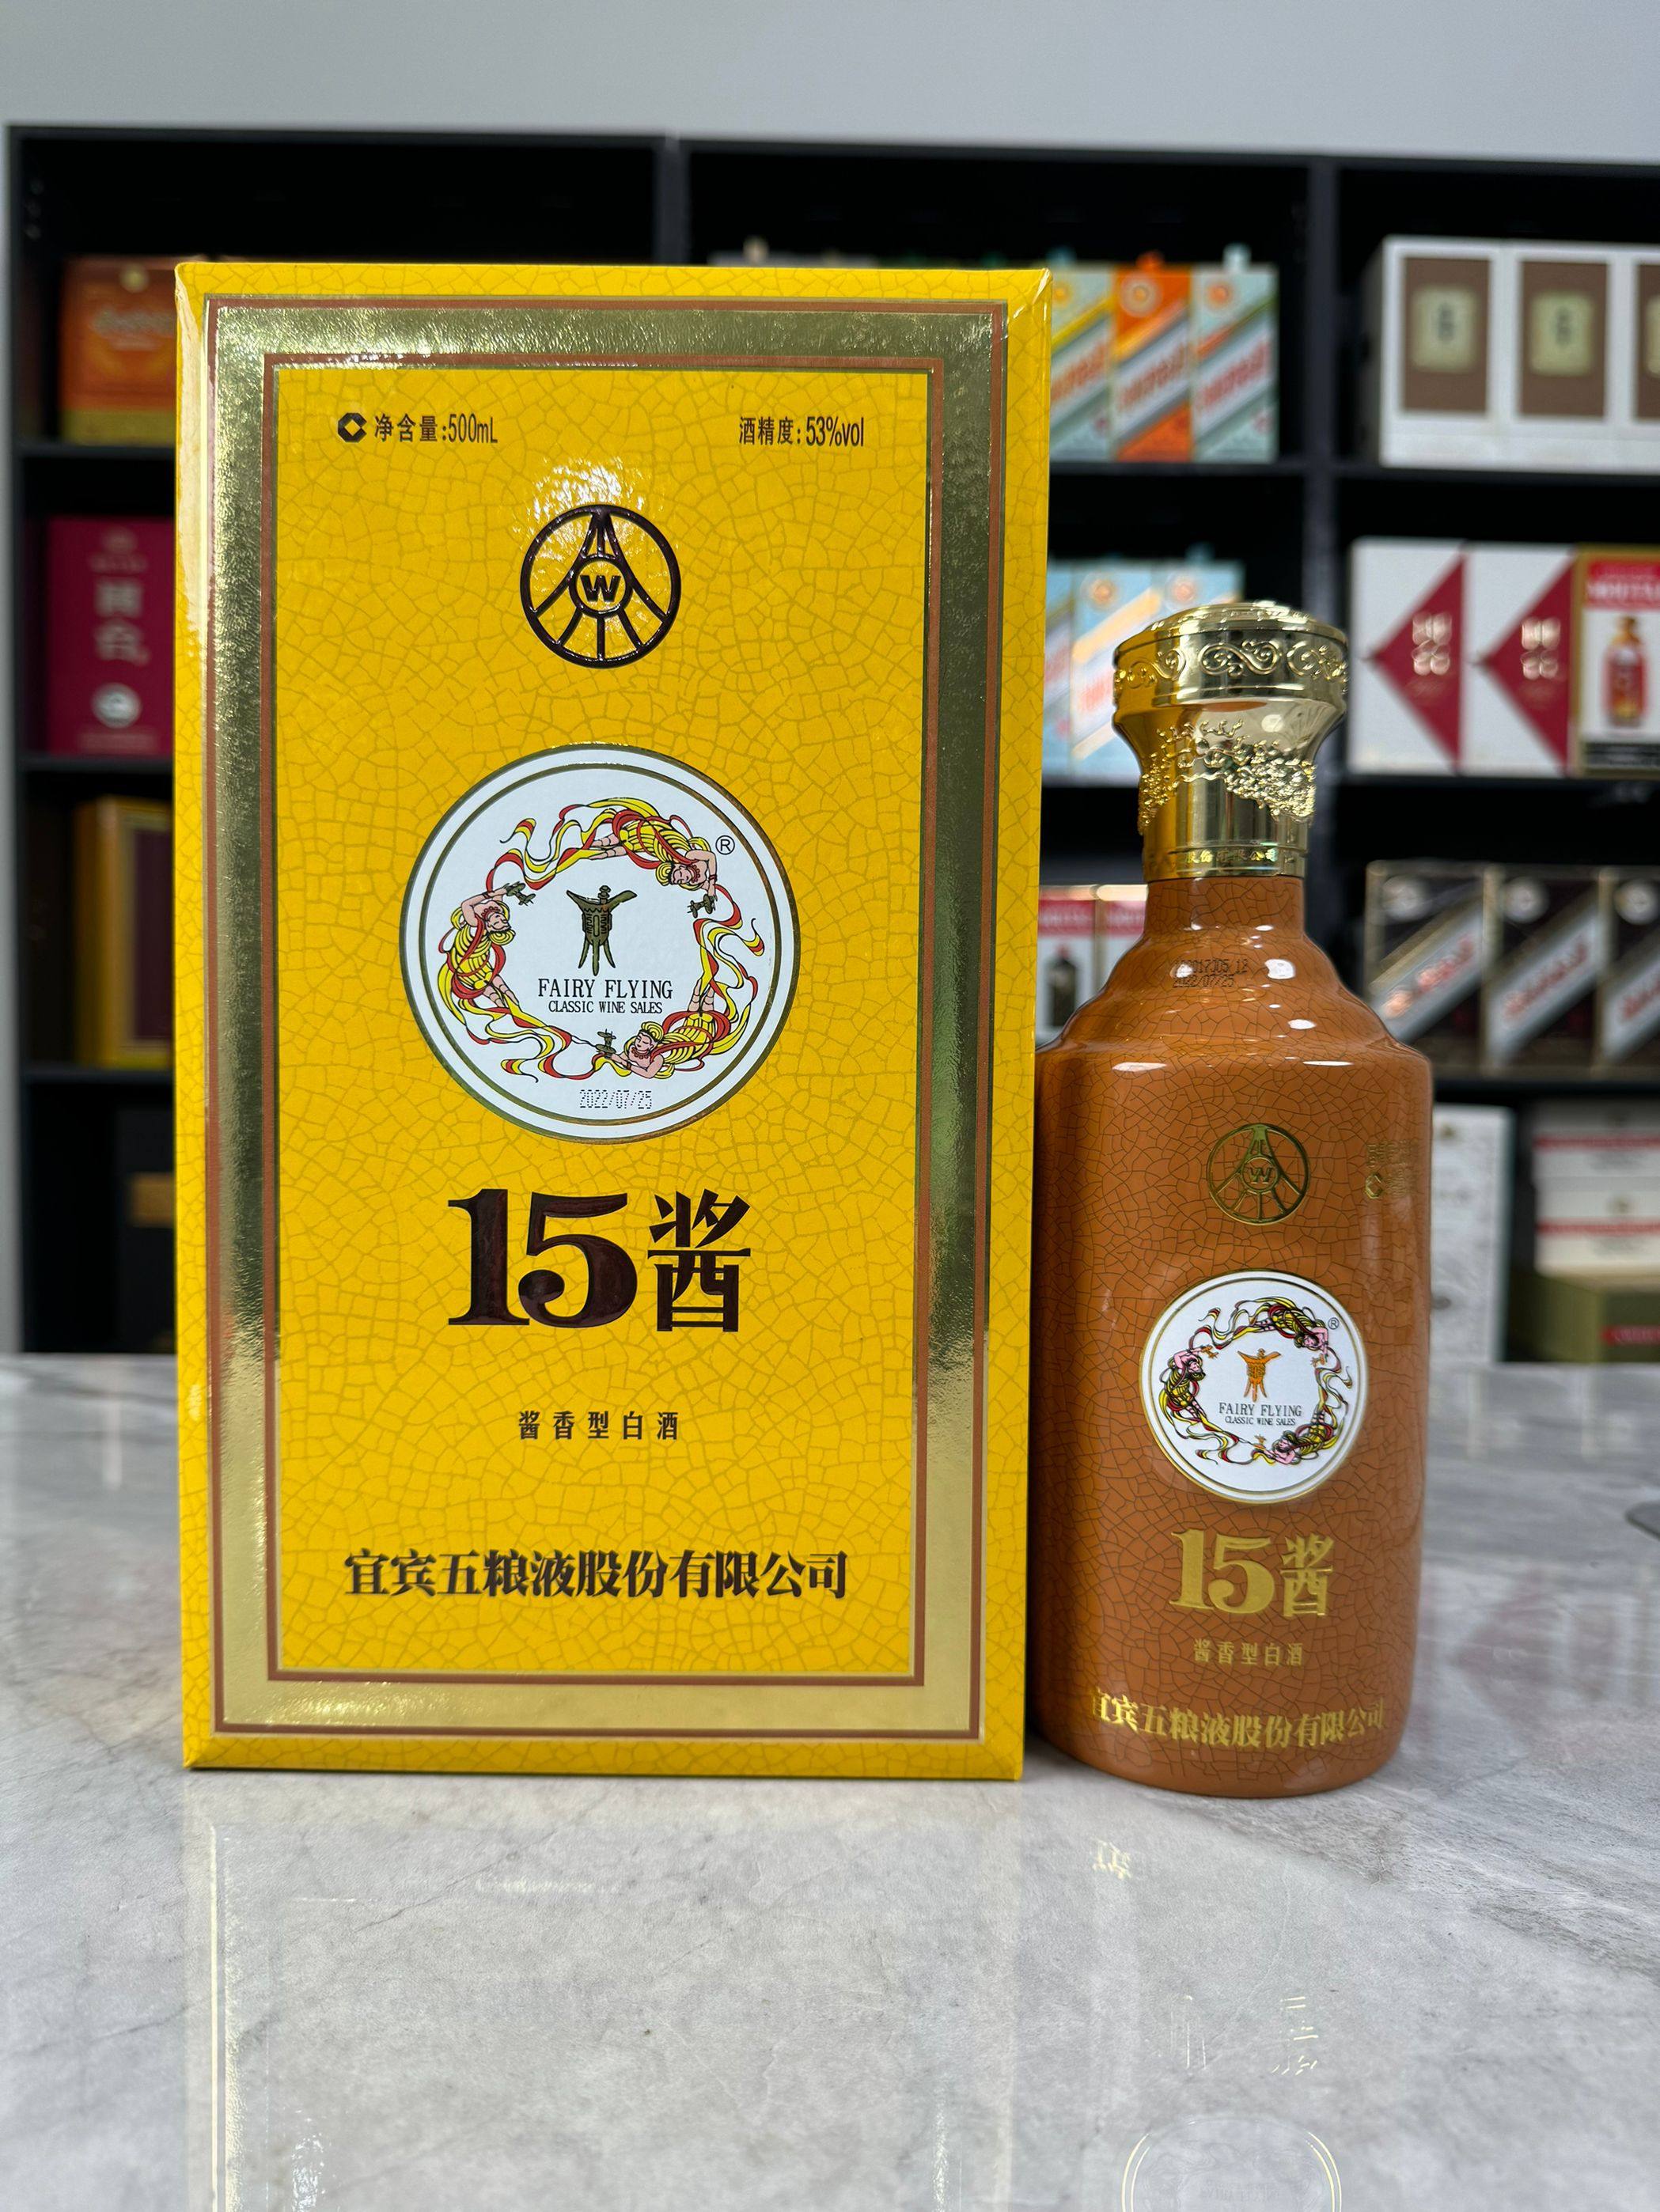 净含量:500mL
酒精度:53%vol
W
®
FAIRY FLYING
CLASSIC WINE SALES
2022/07/25
15酱
酱香型白酒
宜宾五粮液股份有限公司
2022/07/25
W
®
FAIRY FLYING
CLASSIC WINE SALES
15酱
酱香型白酒
宜宾五粮液股份有限公司